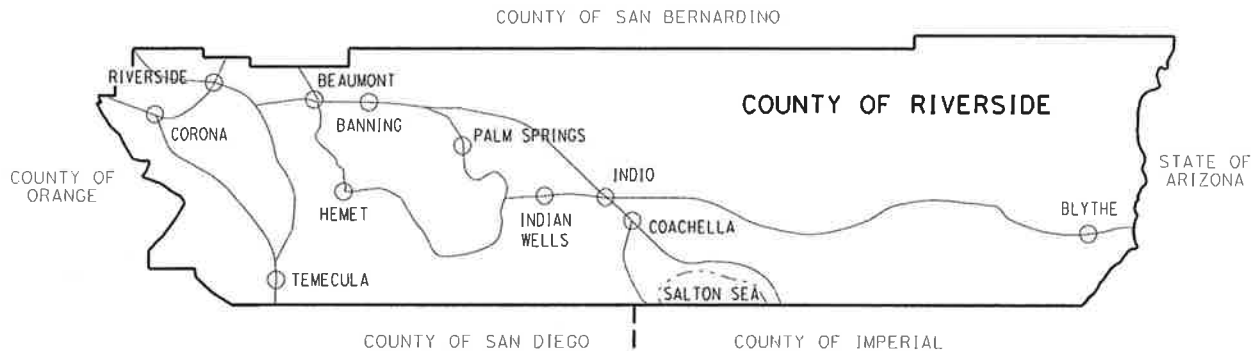 COUNTY OF SAN BERNARDINO
RIVERSIDE
BEAUMONT
COUNTY OF RIVERSIDE
CORONA
BANNING
PALM SPRINGS
COUNTY OF
ORANGE
STATE OF
ARIZONA
INDIO
HEMET
INDIAN
WELLS
COACHELLA
BLYTHE
TEMECULA
SALTON SEA
COUNTY OF SAN DIEGO
COUNTY OF IMPERIAL